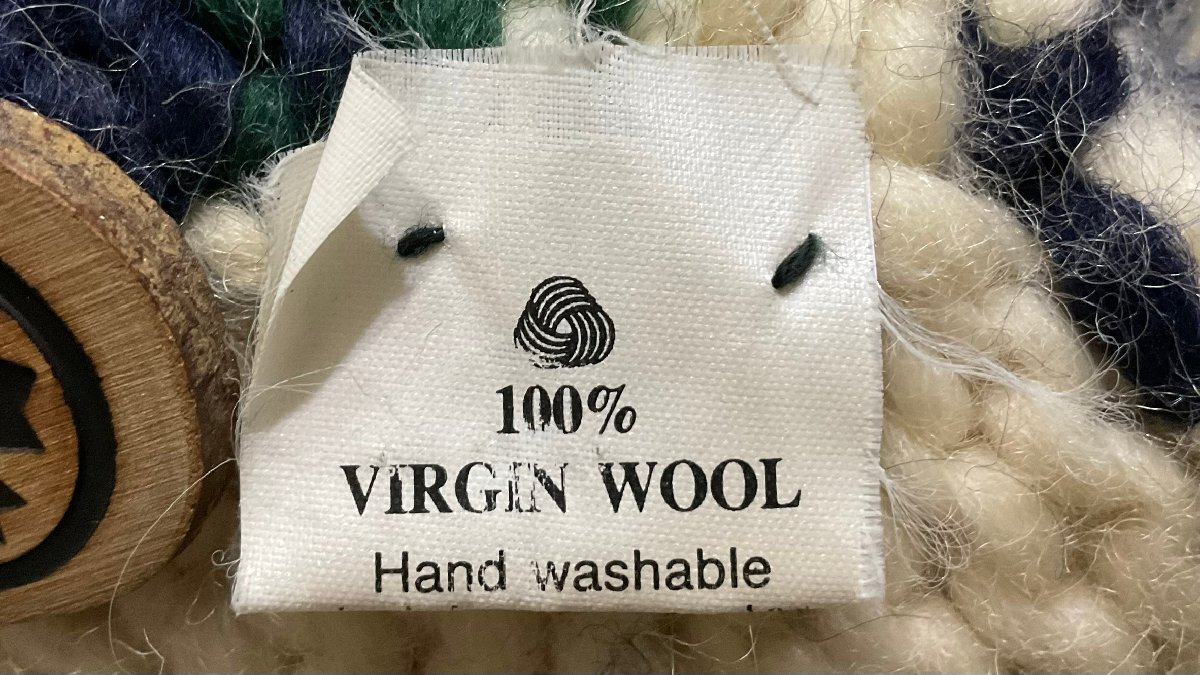 100%
VIRGIN WOOL
Hand washable